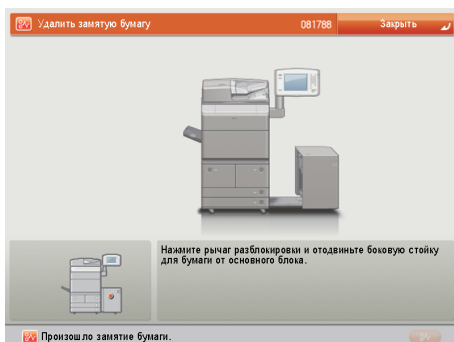 Удалить замятую бумагу 081788 Закрыть
Нажмите рычаг разблокировки и отодвиньте боковую стойку
для бумаги от основного блока.
Произошло замятие бумаги.